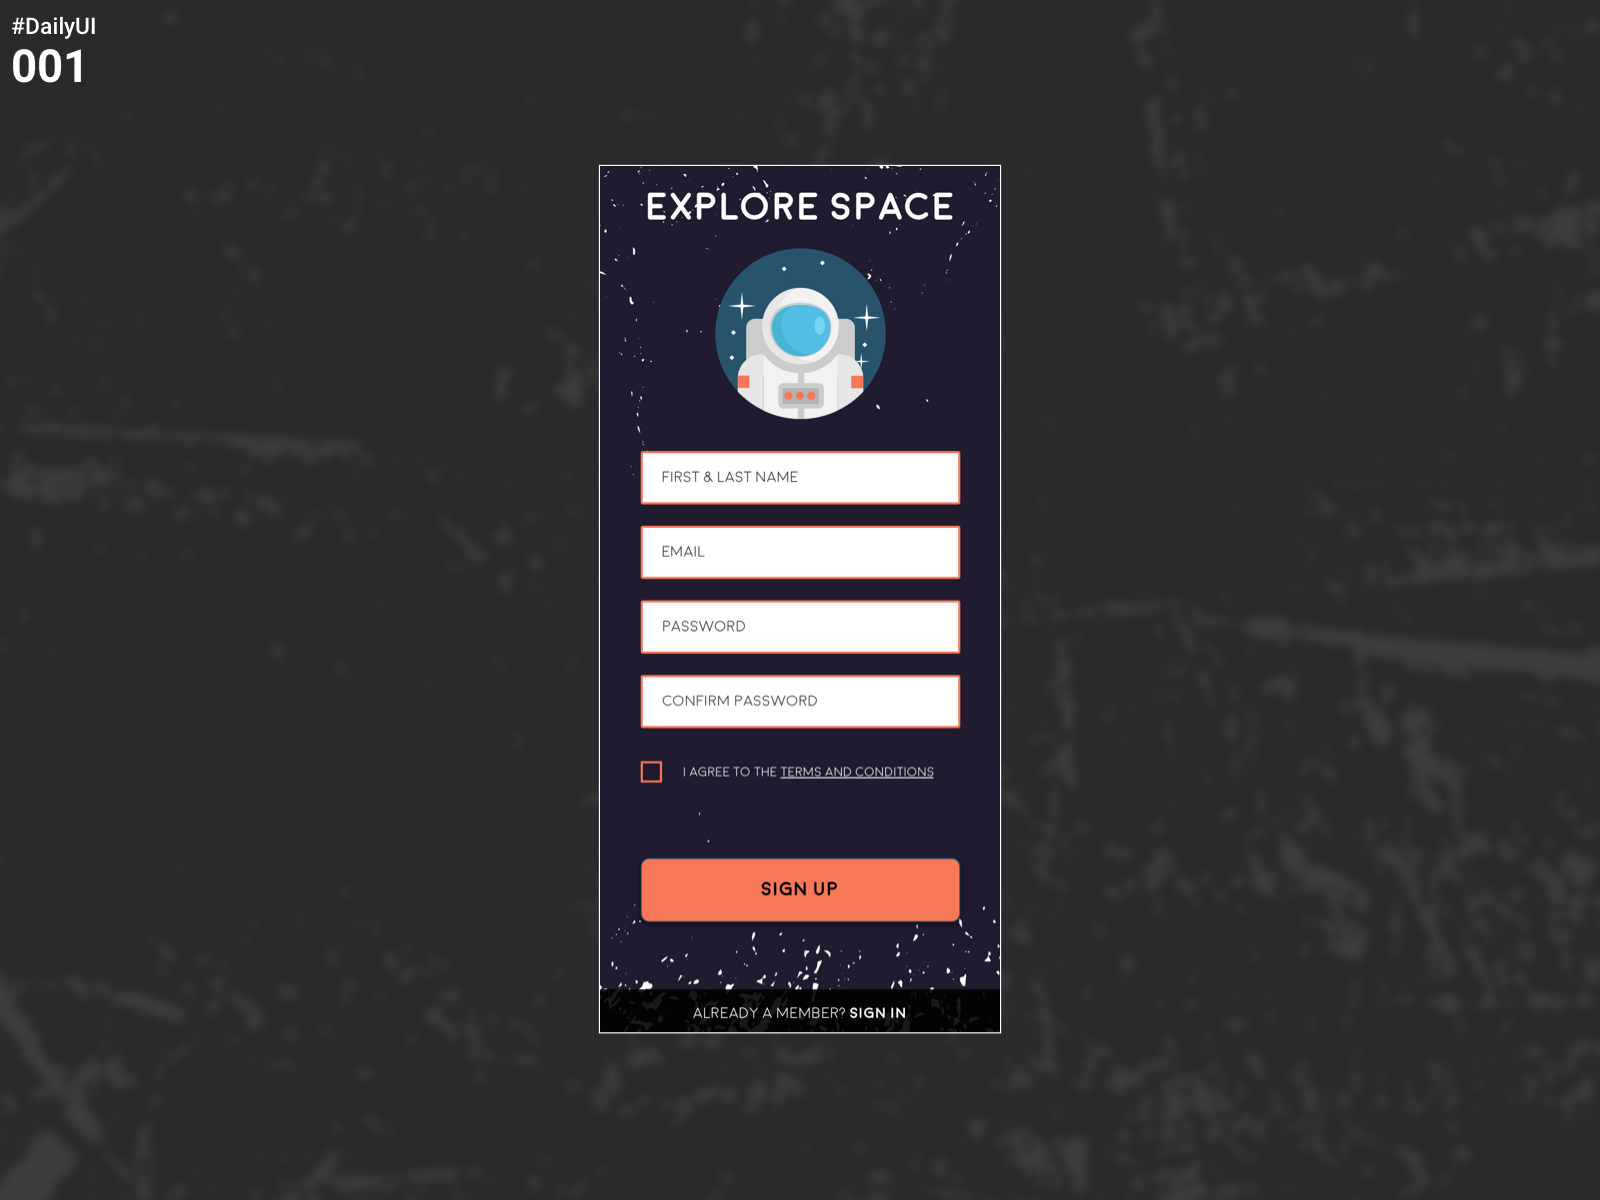 #DailyUI
001
EXPLORE SPACE
FIRST & LAST NAME
EMAIL
PASSWORD
CONFIRM PASSWORD
I AGREE TO THE TERMS AND CONDITIONS
SIGN UP
ALREADY A MEMBER? SIGN IN